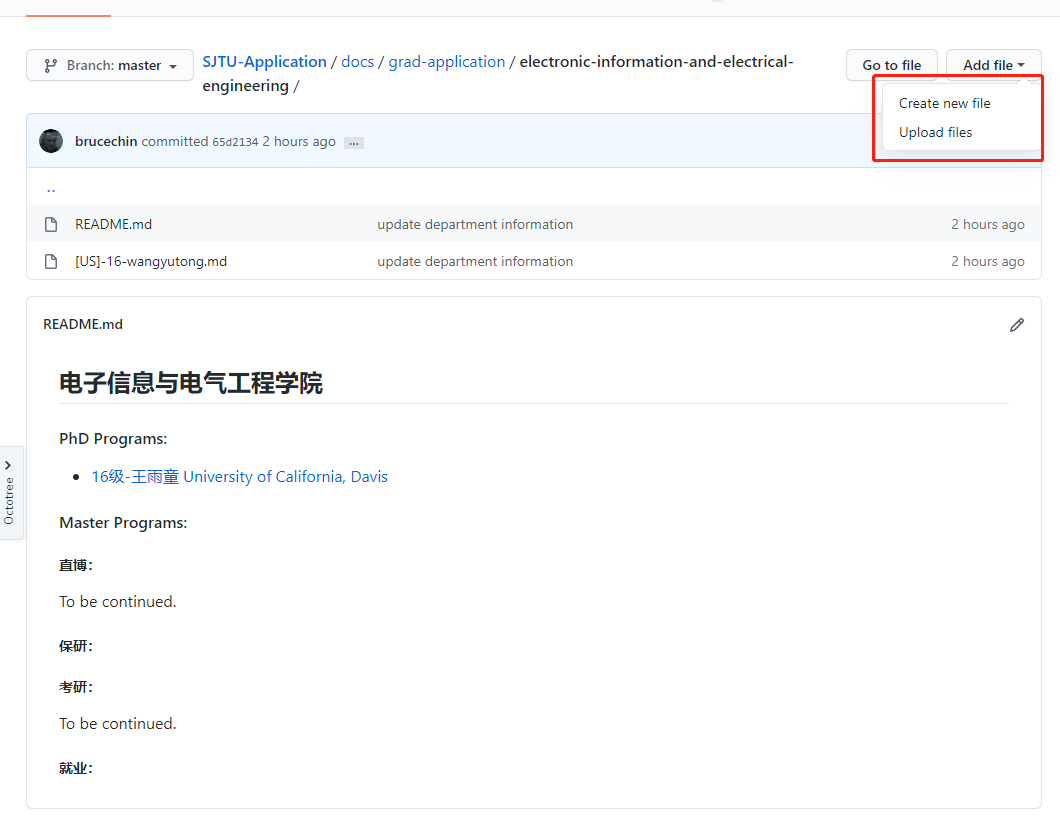 Branch: master
SJTU-Application / docs / grad-application / electronic-information-and-electrical-
engineering /
Go to file
Add file
Create new file
Upload files
brucechin committed 65d2134 2 hours ago ...
..
README.md update department information 2 hours ago
[US]-16-wangyutong.md update department information 2 hours ago
README.md
电子信息与电气工程学院
PhD Programs:
16级-王雨童 University of California, Davis
Master Programs:
直博：
To be continued.
保研：
考研：
To be continued.
就业：
Octotree